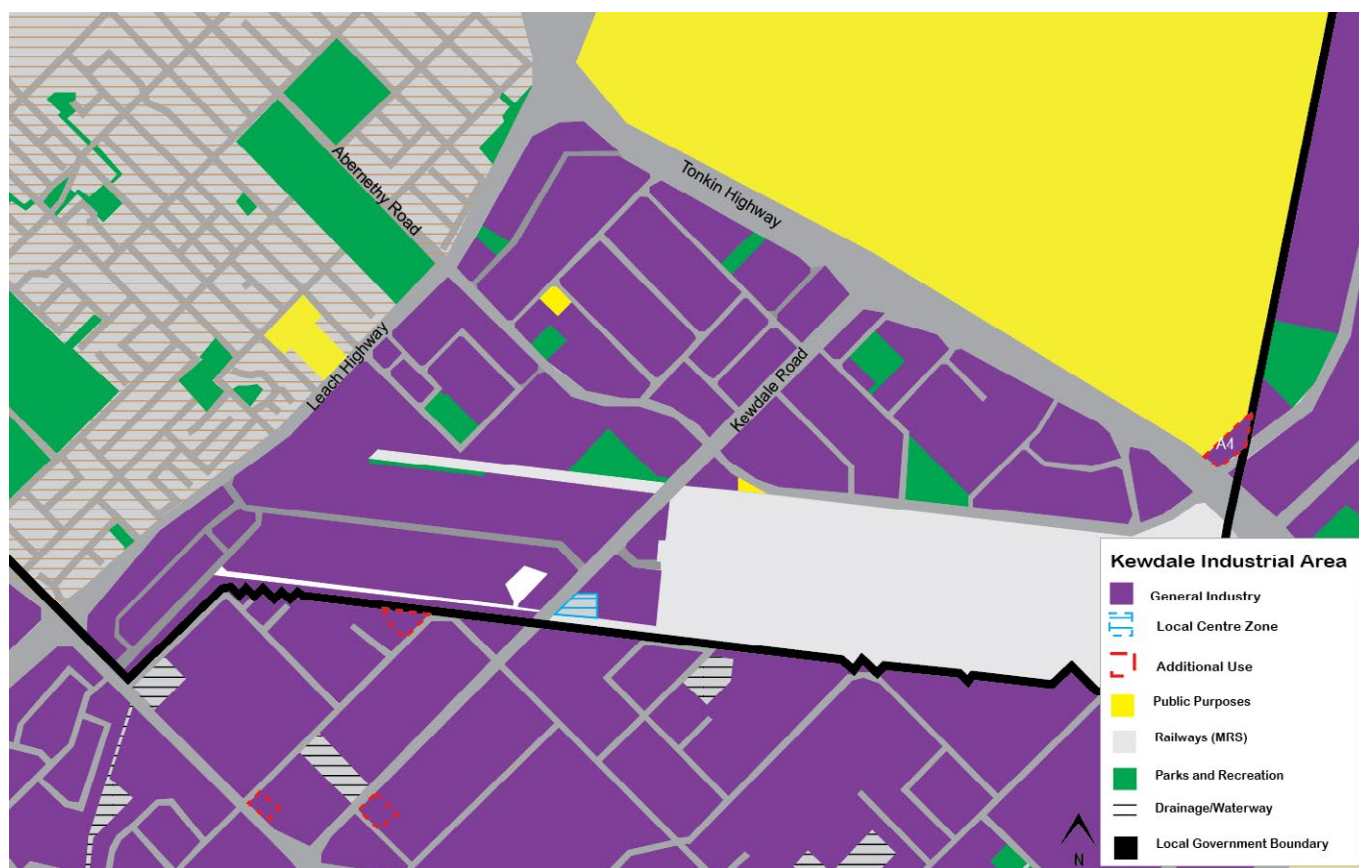 Tonkin Highway
Abernethy Road
Leach Highway
Kewdale Road
A4
Kewdale Industrial Area
General Industry
Local Centre Zone
Additional Use
Public Purposes
Railways (MRS)
Parks and Recreation
Drainage/Waterway
Local Government Boundary
N